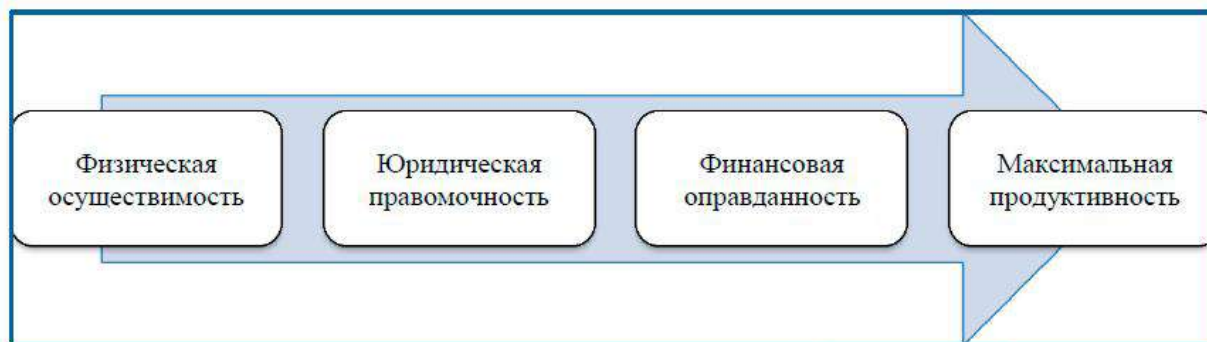 Физическая
осуществимость
Юридическая
правомочность
Финансовая
оправданность
Максимальная
продуктивность